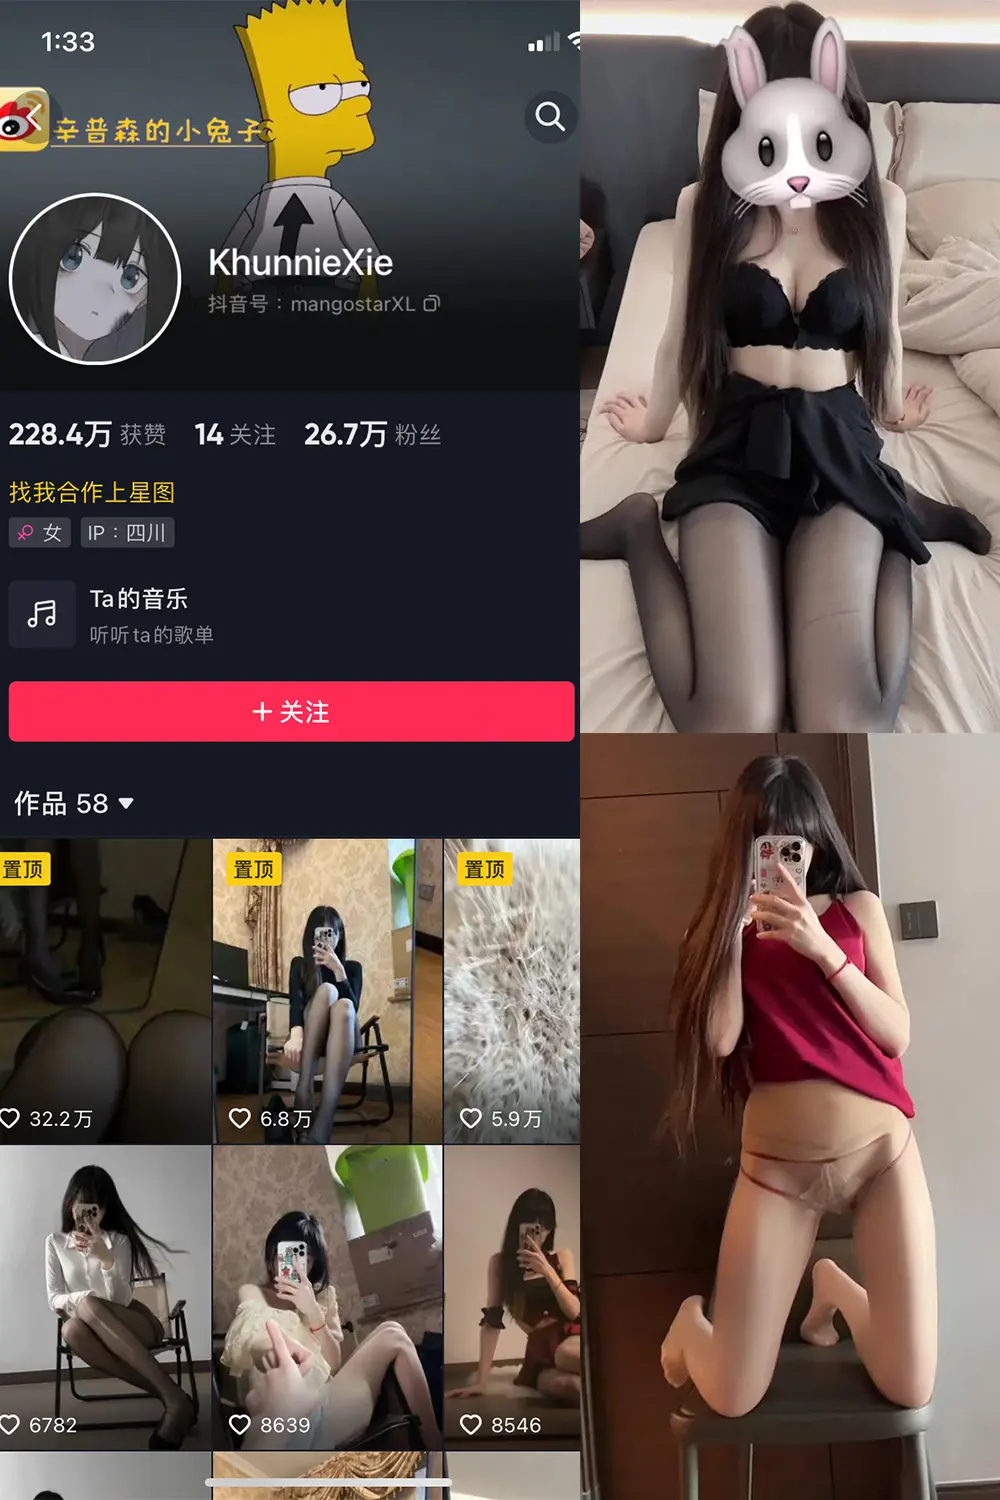 1:33
辛普森的小兔子
KhunnieXie
抖音号：mangostarXL
228.4万 获赞 14 关注 26.7万 粉丝
找我合作上星图
女 IP：四川
Ta的音乐
听听ta的歌单
＋关注
作品 58
置顶 置顶 置顶
32.2万 6.8万 5.9万
6782 8639 8546